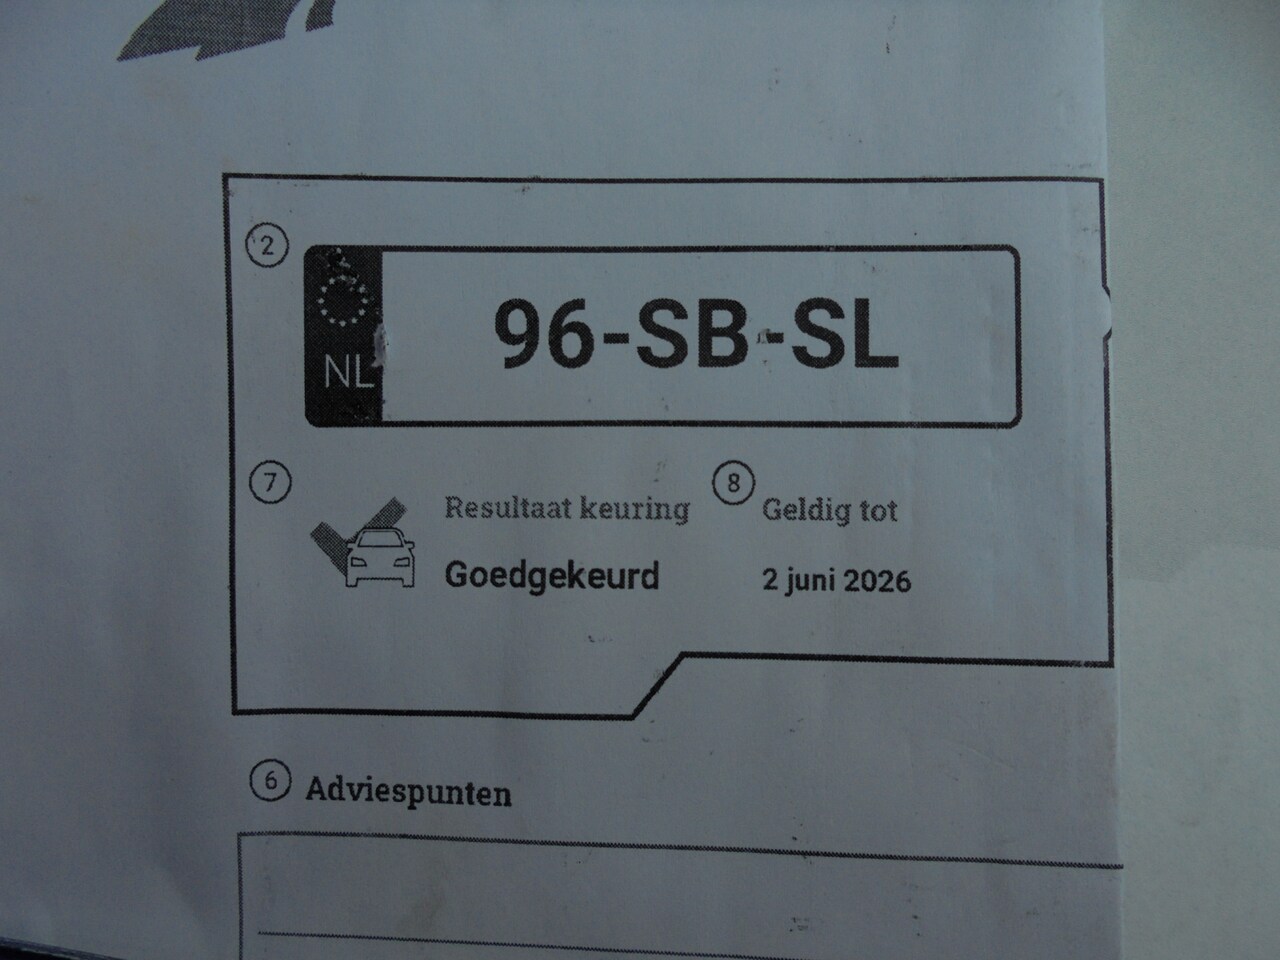 2
NL
96-SB-SL
7
Resultaat keuring
Goedgekeurd
8
Geldig tot
2 juni 2026
6 Adviespunten